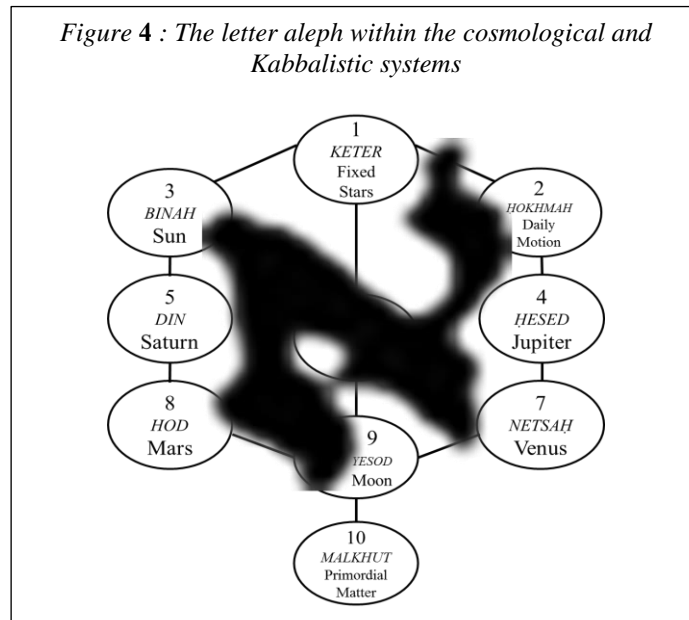 Figure 4 : The letter aleph within the cosmological and
Kabbalistic systems
1
KETER
Fixed
Stars
3
BINAH
Sun
2
HOKHMAH
Daily
Motion
5
DIN
Saturn
4
ḤESED
Jupiter
8
HOD
Mars
7
NETSAḤ
Venus
9
YESOD
Moon
10
MALKHUT
Primordial
Matter
א